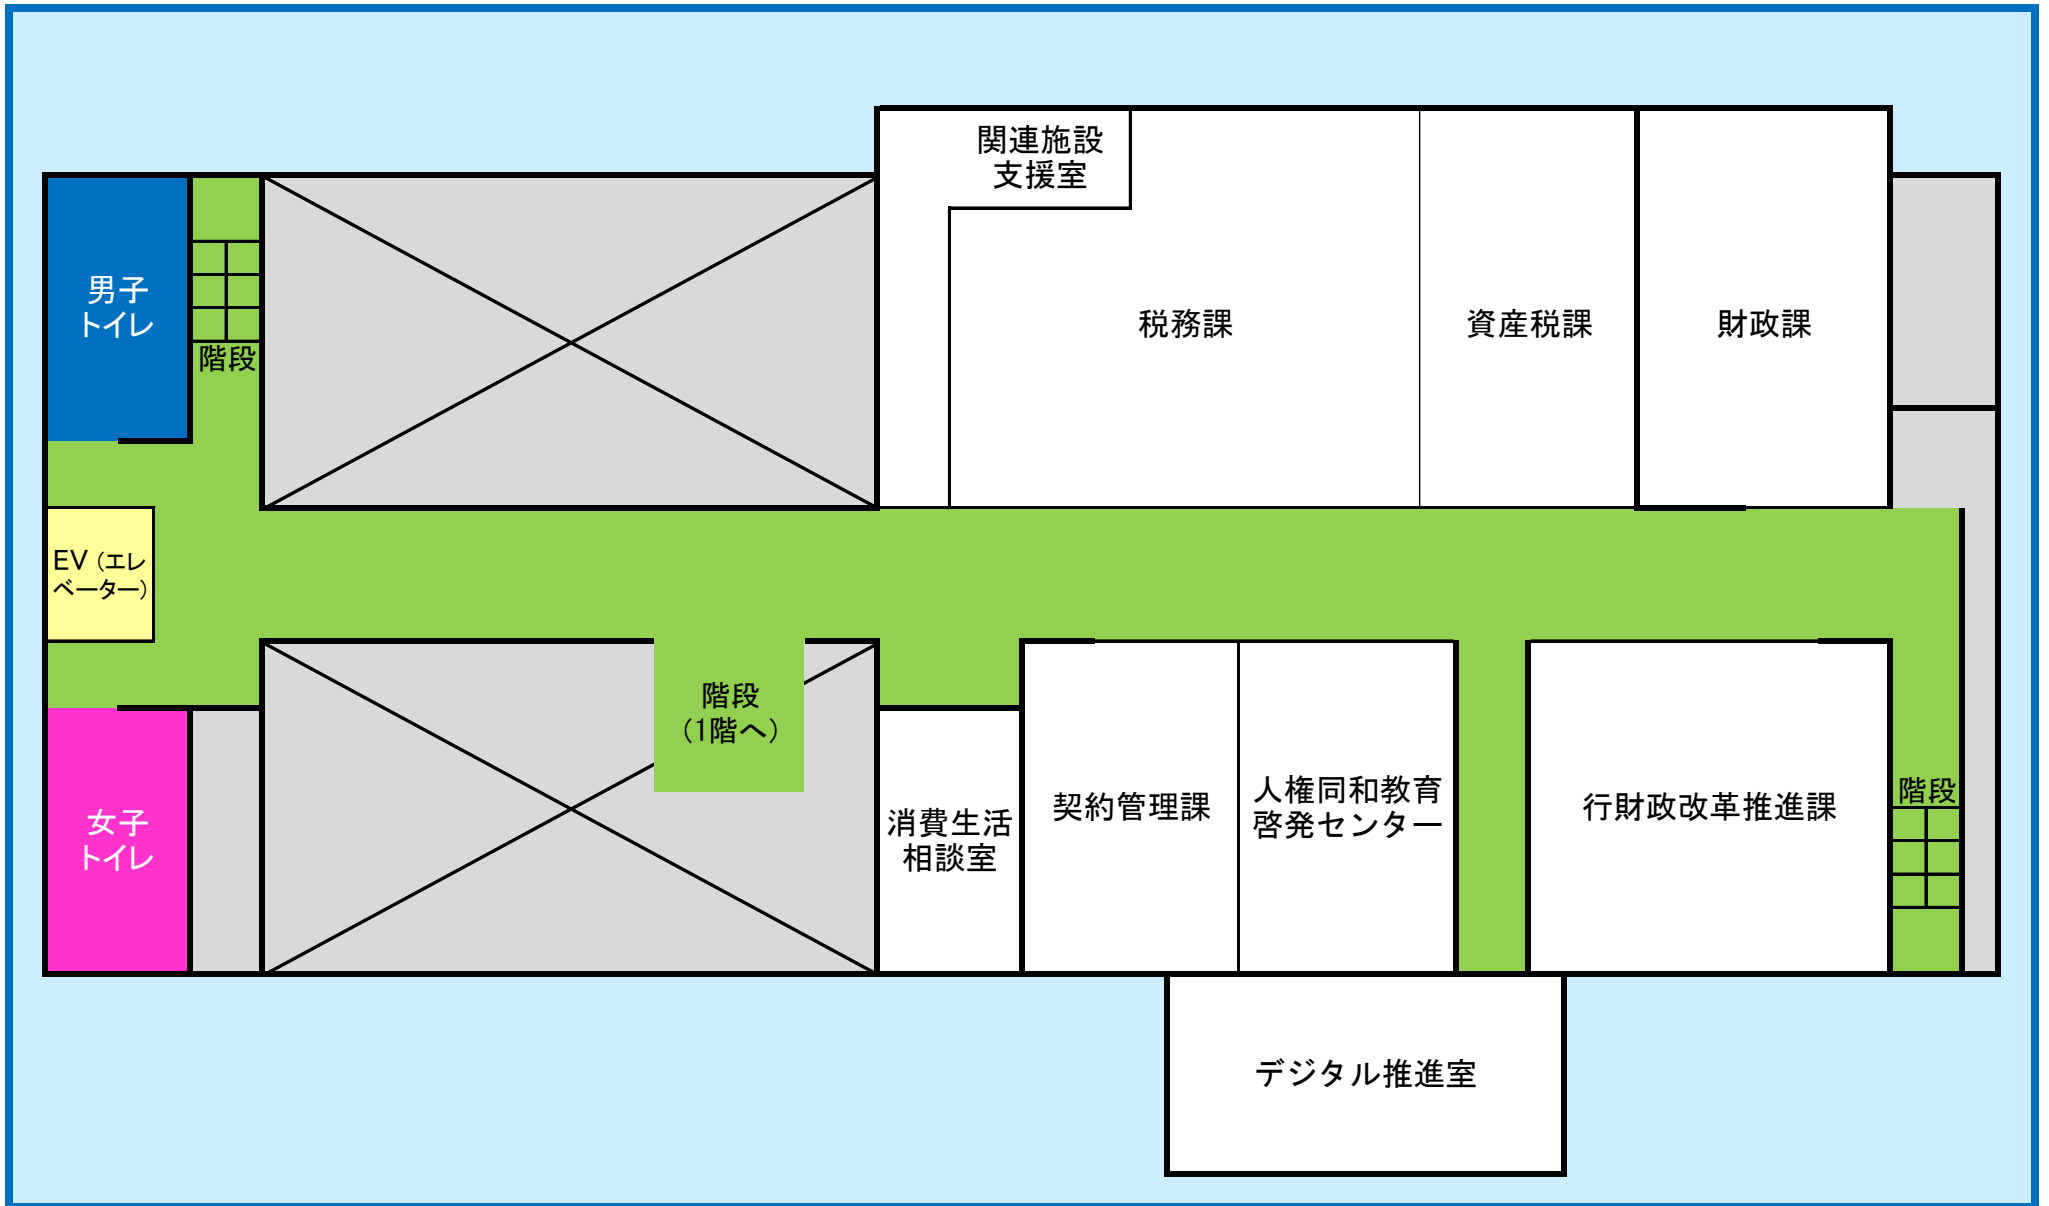 関連施設
支援室
男子
トイレ
階段
税務課
資産税課
財政課
EV（エレ
ベーター）
階段
（1階へ）
女子
トイレ
消費生活
相談室
契約管理課
人権同和教育
啓発センター
行財政改革推進課
階段
デジタル推進室